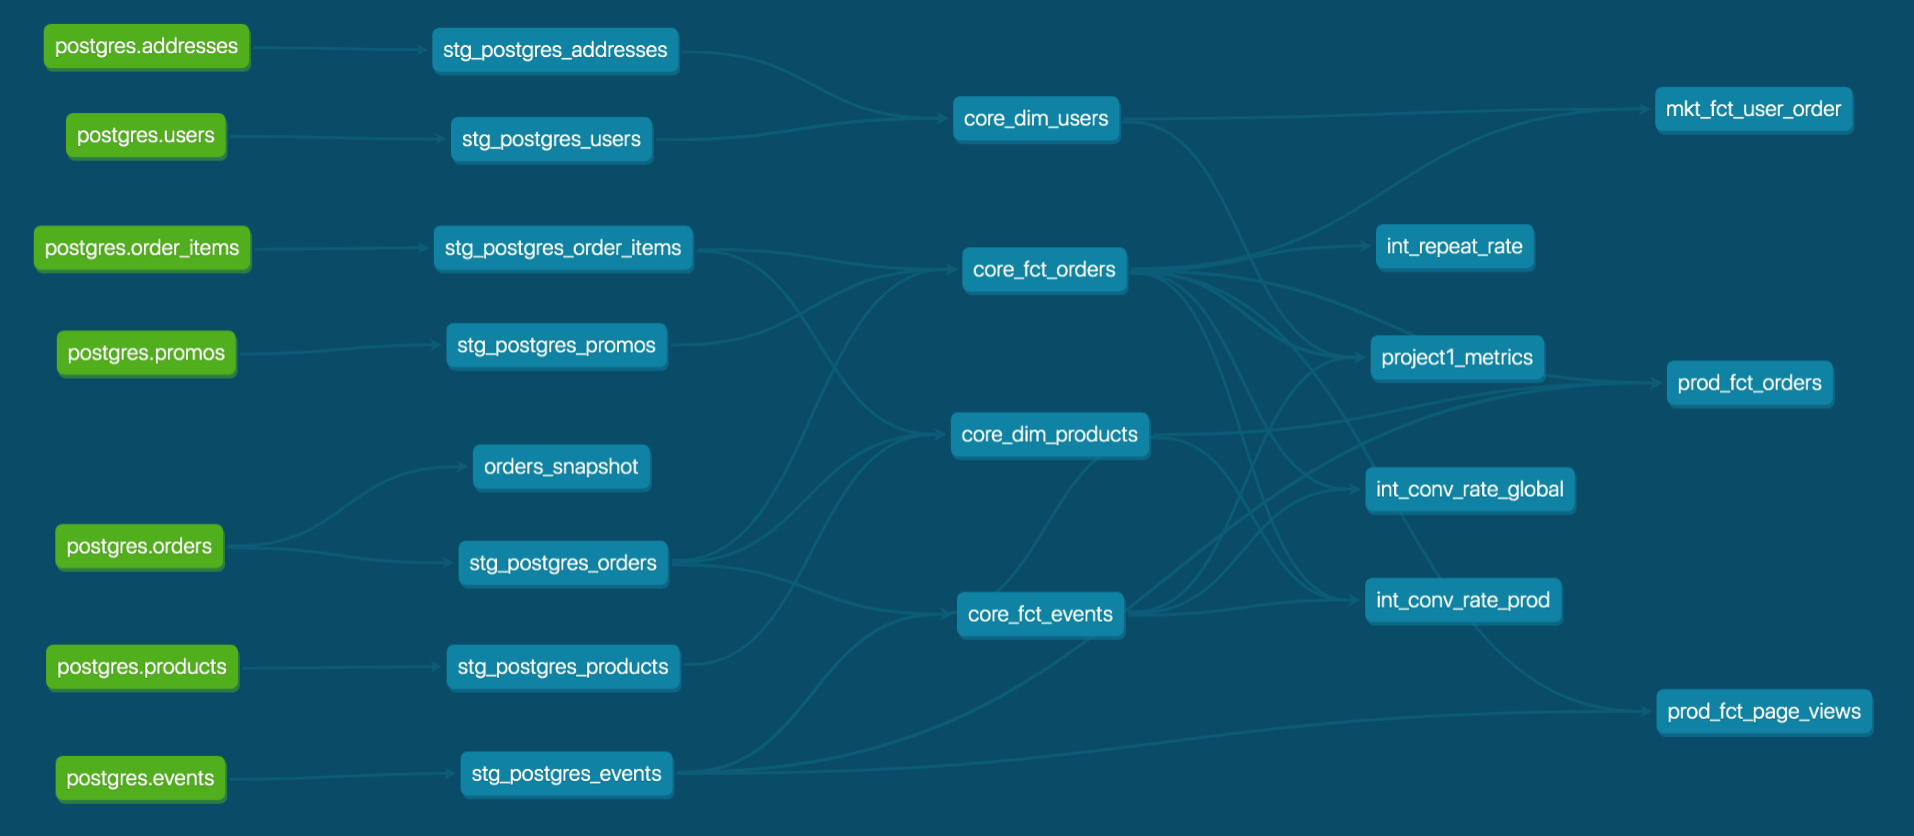 postgres.addresses
postgres.users
postgres.order_items
postgres.promos
postgres.orders
postgres.products
postgres.events
stg_postgres_addresses
stg_postgres_users
stg_postgres_order_items
stg_postgres_promos
orders_snapshot
stg_postgres_orders
stg_postgres_products
stg_postgres_events
core_dim_users
core_fct_orders
core_dim_products
core_fct_events
int_repeat_rate
project1_metrics
int_conv_rate_global
int_conv_rate_prod
mkt_fct_user_order
prod_fct_orders
prod_fct_page_views